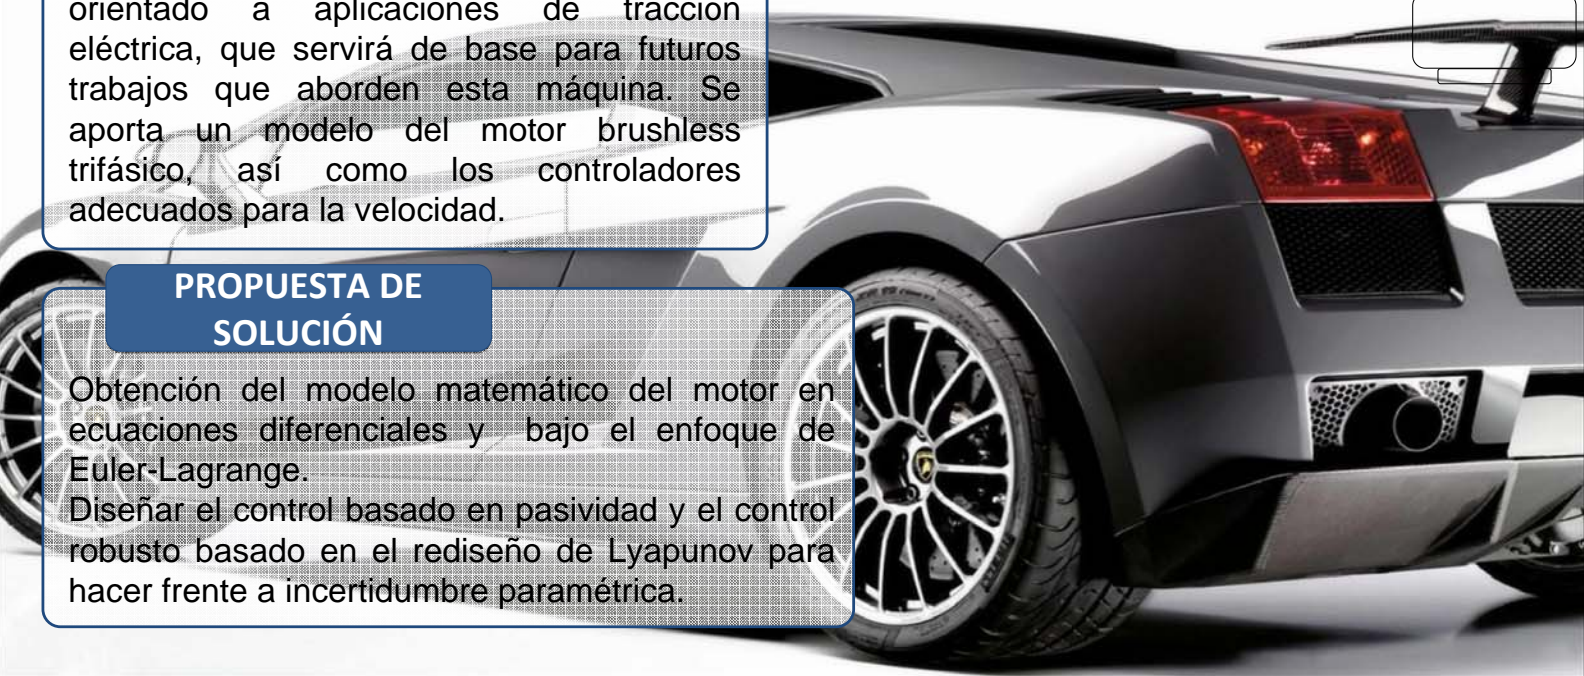 orientado a aplicaciones de tracción
eléctrica, que servirá de base para futuros
trabajos que aborden esta máquina. Se
aporta un modelo del motor brushless
trifásico, así como los controladores
adecuados para la velocidad.
PROPUESTA DE
SOLUCIÓN
Obtención del modelo matemático del motor en
ecuaciones diferenciales y bajo el enfoque de
Euler-Lagrange.
Diseñar el control basado en pasividad y el control
robusto basado en el rediseño de Lyapunov para
hacer frente a incertidumbre paramétrica.